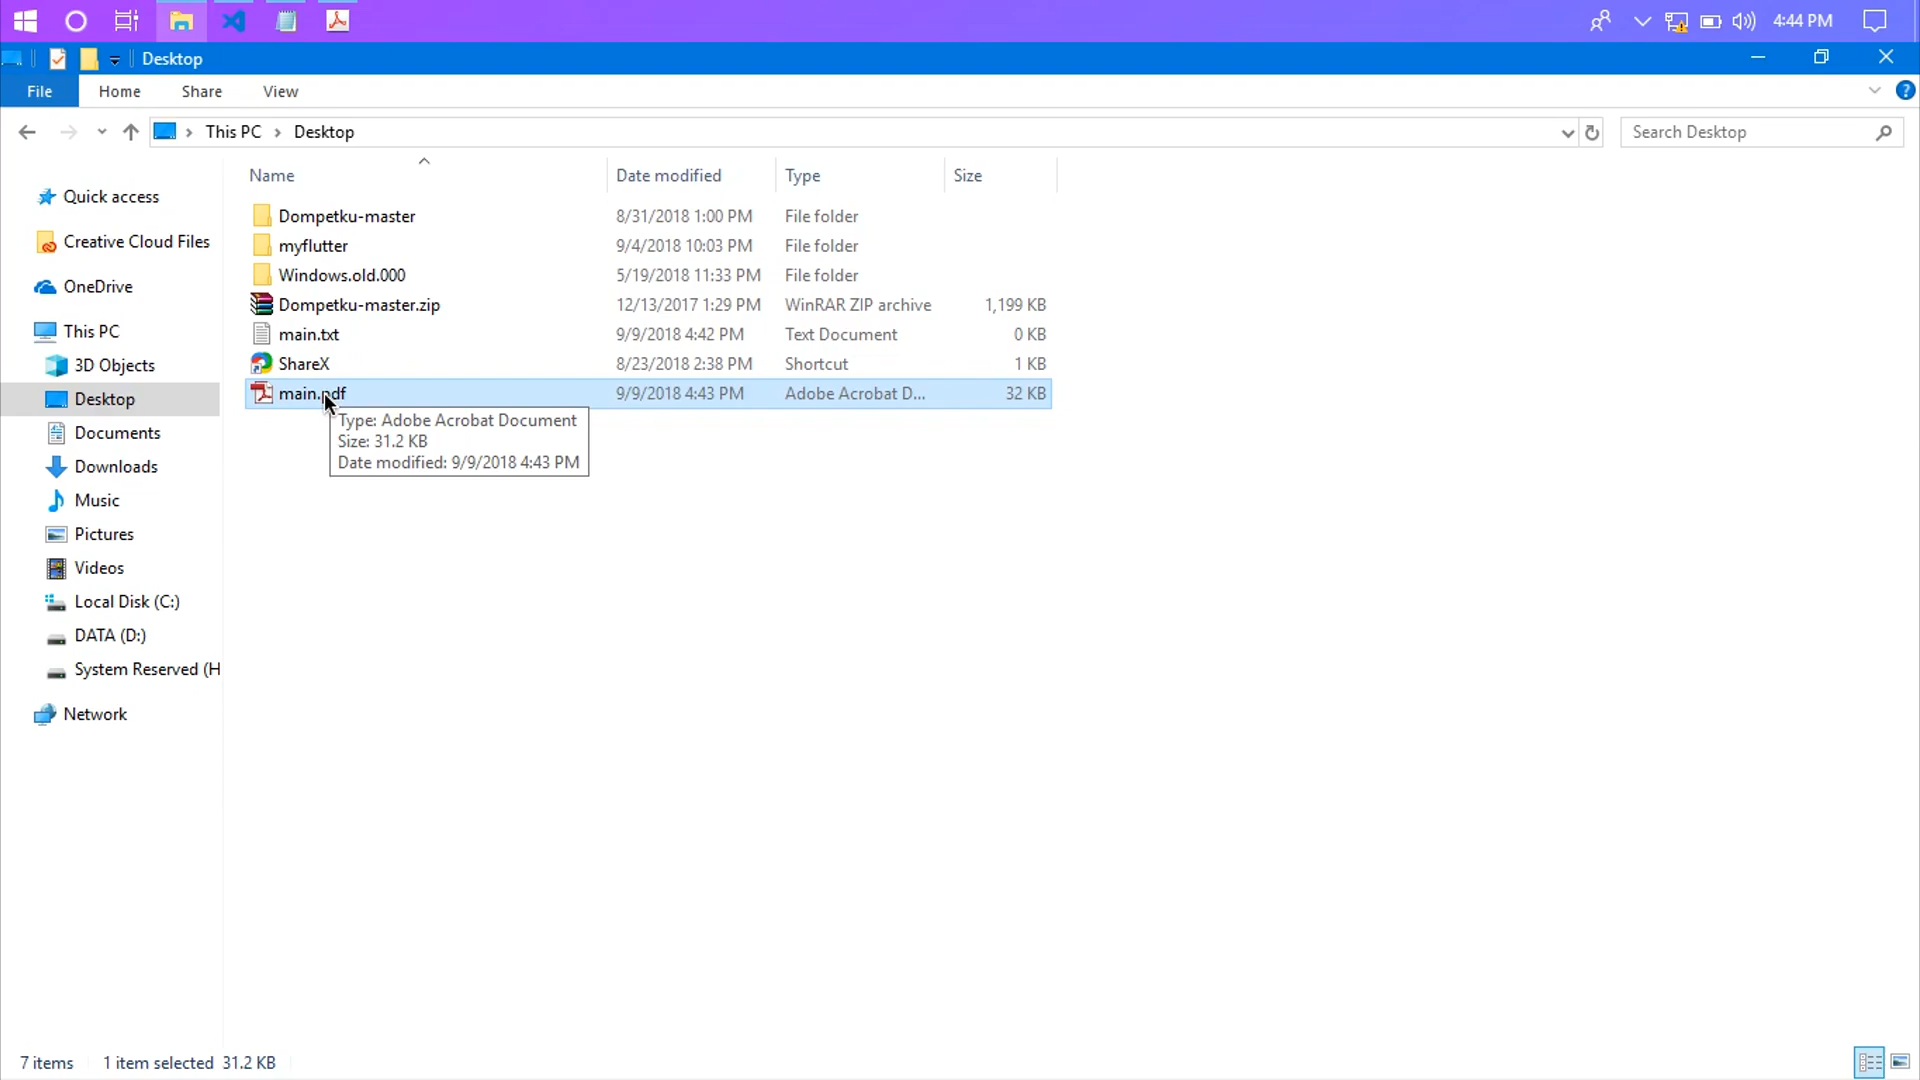 4:44 PM
Desktop
File Home Share View
This PC Desktop
Search Desktop
Name Date modified Type Size
Quick access
Creative Cloud Files
OneDrive
This PC
3D Objects
Desktop
Documents
Downloads
Music
Pictures
Videos
Local Disk (C:)
DATA (D:)
System Reserved (H
Network
Dompetku-master 8/31/2018 1:00 PM File folder
myflutter 9/4/2018 10:03 PM File folder
Windows.old.000 5/19/2018 11:33 PM File folder
Dompetku-master.zip 12/13/2017 1:29 PM WinRAR ZIP archive 1,199 KB
main.txt 9/9/2018 4:42 PM Text Document 0 KB
ShareX 8/23/2018 2:38 PM Shortcut 1 KB
main.pdf 9/9/2018 4:43 PM Adobe Acrobat D... 32 KB
Type: Adobe Acrobat Document
Size: 31.2 KB
Date modified: 9/9/2018 4:43 PM
7 items 1 item selected 31.2 KB